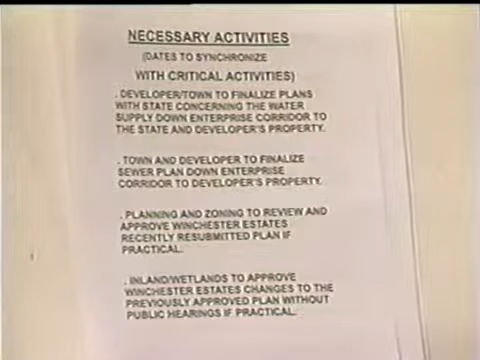 NECESSARY ACTIVITIES
(DATES TO SYNCHRONIZE
WITH CRITICAL ACTIVITIES)
. DEVELOPER/TOWN TO FINALIZE PLANS
WITH STATE CONCERNING THE WATER
SUPPLY DOWN ENTERPRISE CORRIDOR TO
THE STATE AND DEVELOPER'S PROPERTY.
. TOWN AND DEVELOPER TO FINALIZE
SEWER PLAN DOWN ENTERPRISE
CORRIDOR TO DEVELOPER'S PROPERTY.
. PLANNING AND ZONING TO REVIEW AND
APPROVE WINCHESTER ESTATES
RECENTLY RESUBMITTED PLAN IF
PRACTICAL.
. INLAND/WETLANDS TO APPROVE
WINCHESTER ESTATES CHANGES TO THE
PREVIOUSLY APPROVED PLAN WITHOUT
PUBLIC HEARINGS IF PRACTICAL.